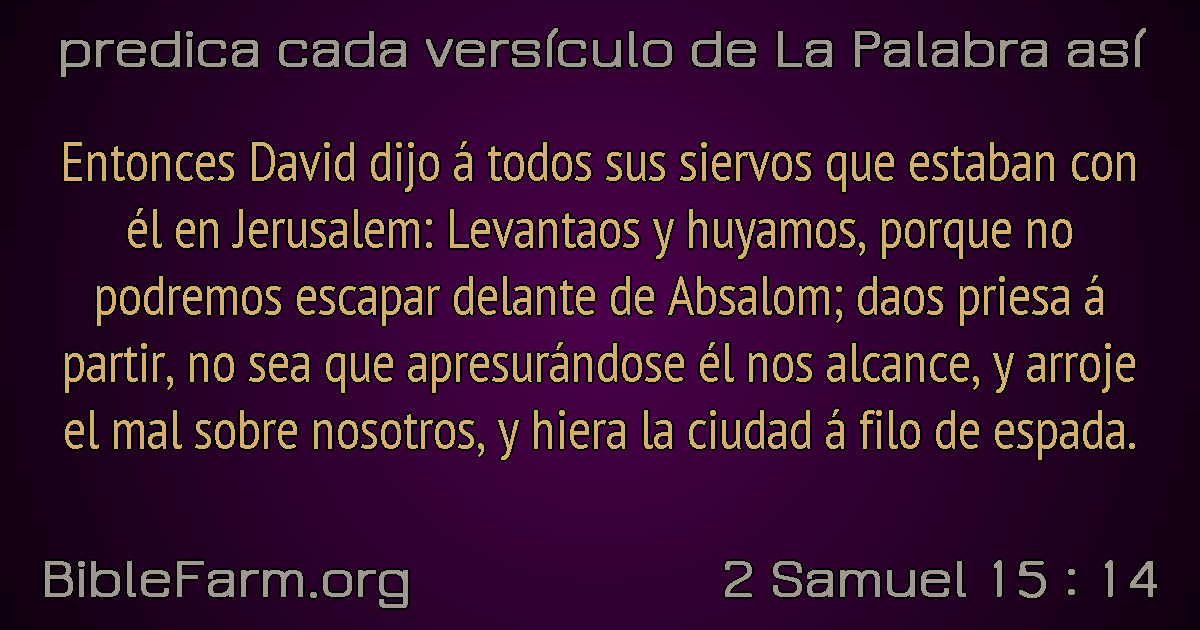 predica cada versículo de La Palabra así
Entonces David dijo á todos sus siervos que estaban con
él en Jerusalem: Levantaos y huyamos, porque no
podremos escapar delante de Absalom; daos priesa á
partir, no sea que apresurándose él nos alcance, y arroje
el mal sobre nosotros, y hiera la ciudad á filo de espada.
BibleFarm.org
2 Samuel 15 : 14